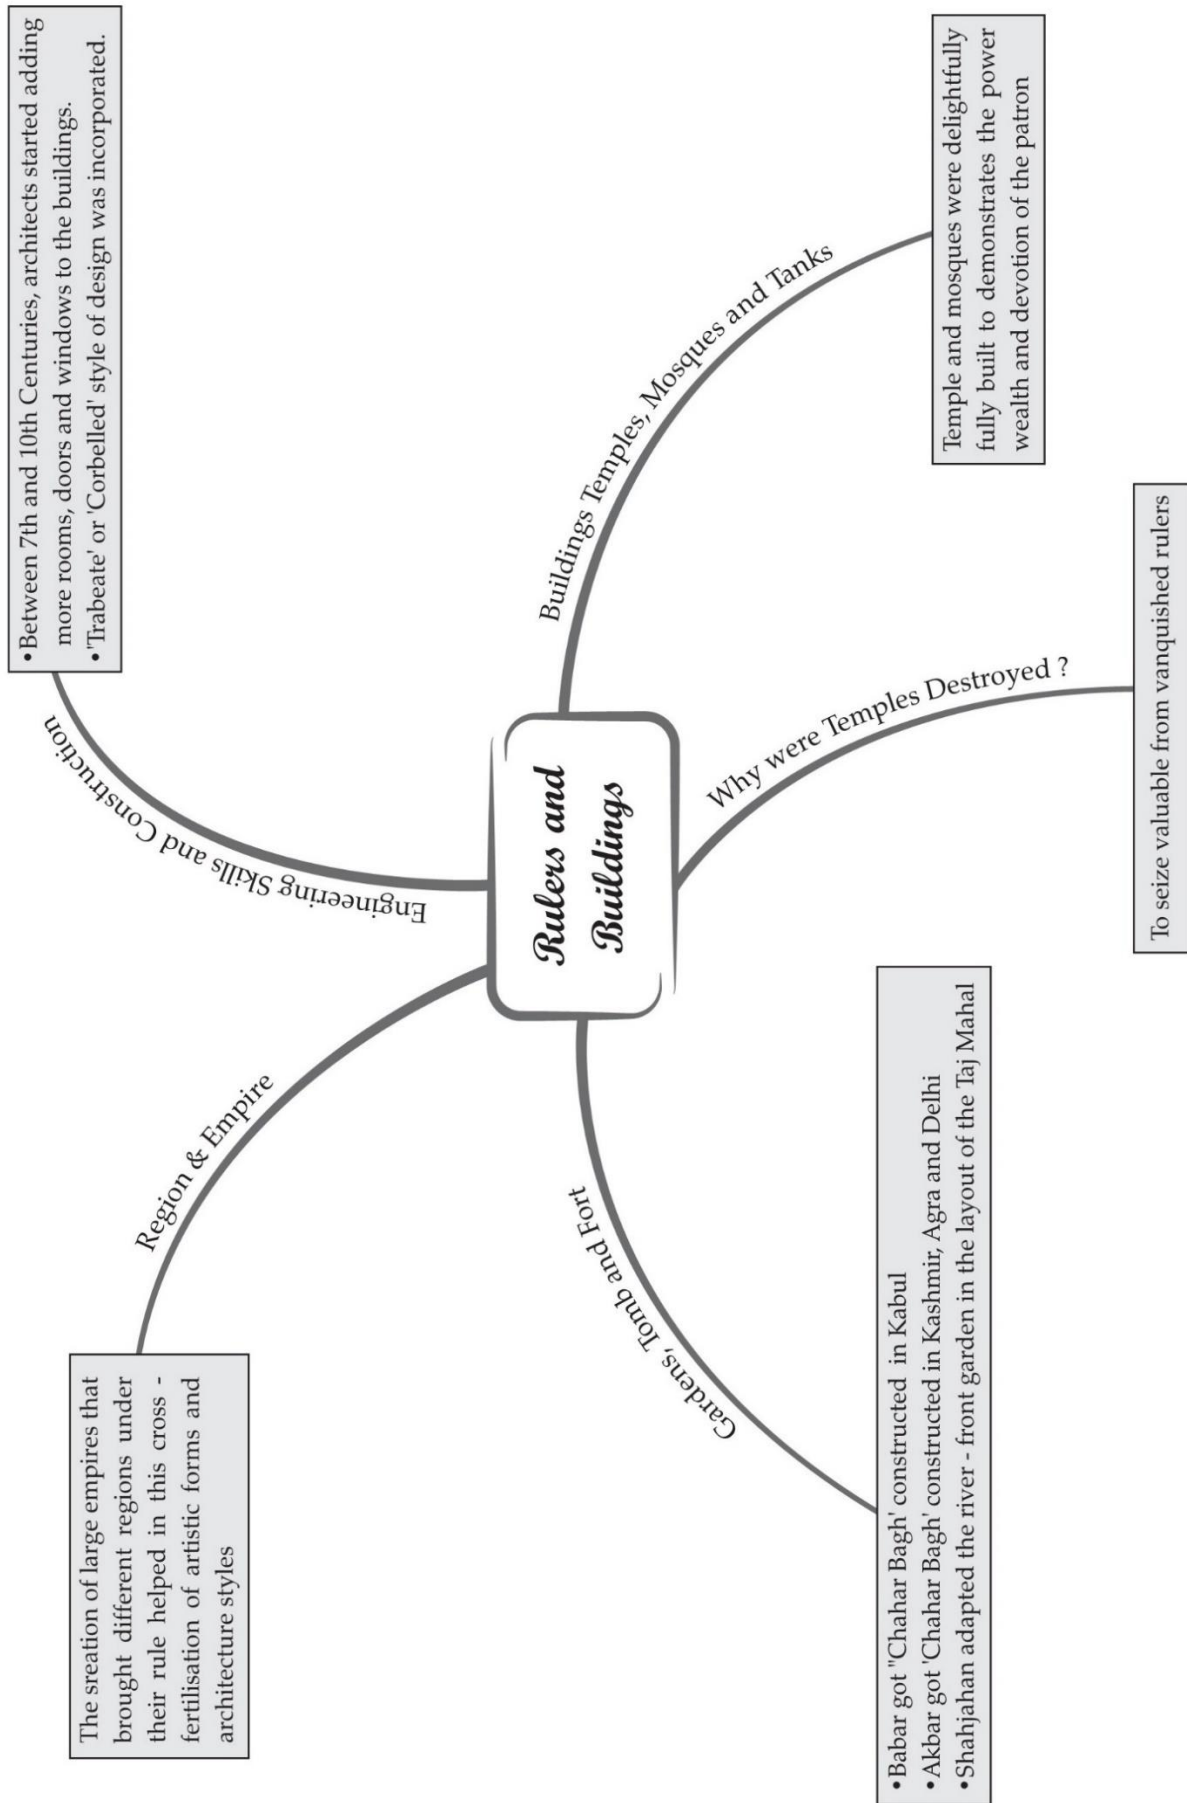 Rulers and
Buildings
Engineering Skills and Construction
•Between 7th and 10th Centuries, architects started adding
more rooms, doors and windows to the buildings.
•'Trabeate' or 'Corbelled' style of design was incorporated.
Buildings Temples, Mosques and Tanks
Temple and mosques were delightfully
fully built to demonstrates the power
wealth and devotion of the patron
Why were Temples Destroyed ?
To seize valuable from vanquished rulers
Gardens, Tomb and Fort
•Babar got "Chahar Bagh' constructed in Kabul
•Akbar got 'Chahar Bagh' constructed in Kashmir, Agra and Delhi
•Shahjahan adapted the river - front garden in the layout of the Taj Mahal
Region & Empire
The sreation of large empires that
brought different regions under
their rule helped in this cross -
fertilisation of artistic forms and
architecture styles